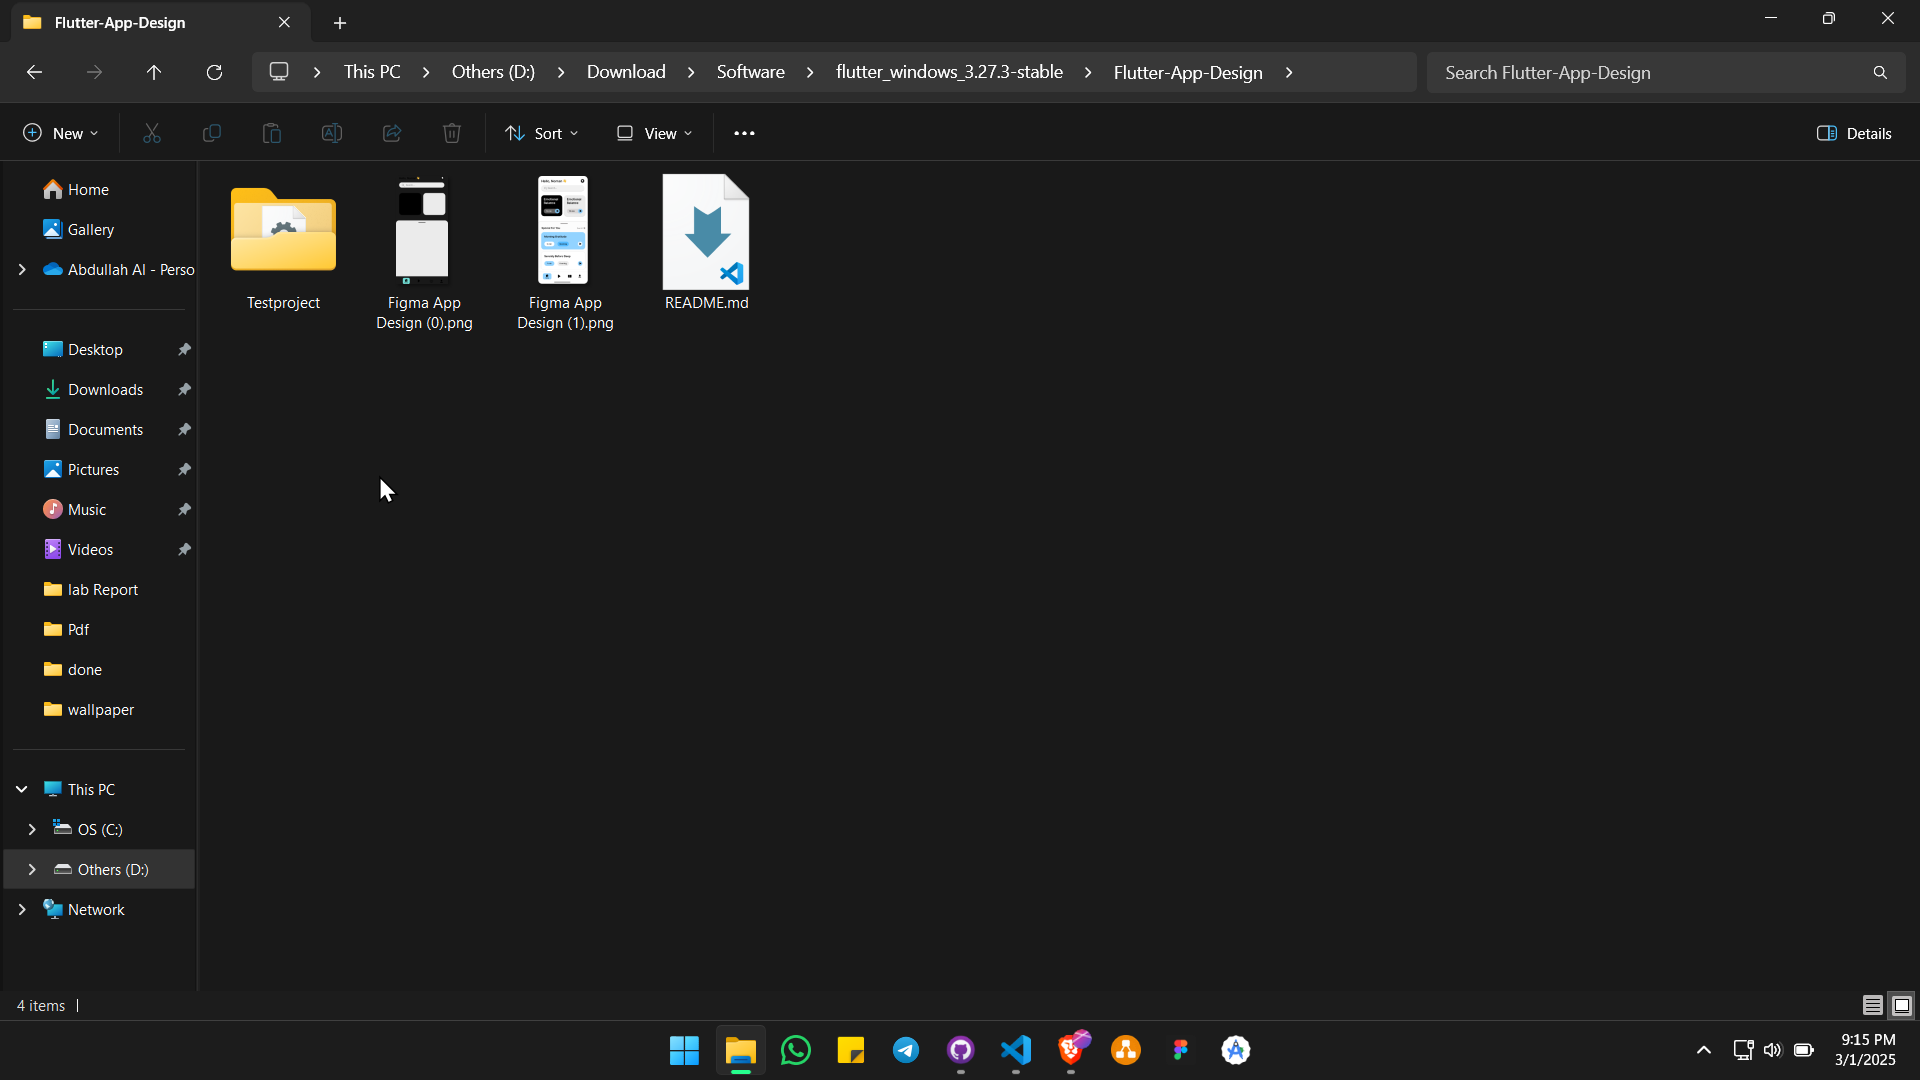 Flutter-App-Design
This PC
Others (D:)
Download
Software
flutter_windows_3.27.3-stable
Flutter-App-Design
Search Flutter-App-Design
New
Sort
View
Details
Home
Gallery
Abdullah Al - Perso
Desktop
Downloads
Documents
Pictures
Music
Videos
lab Report
Pdf
done
wallpaper
This PC
OS (C:)
Others (D:)
Network
Testproject
Figma App
Design (0).png
Figma App
Design (1).png
README.md
4 items
9:15 PM
3/1/2025